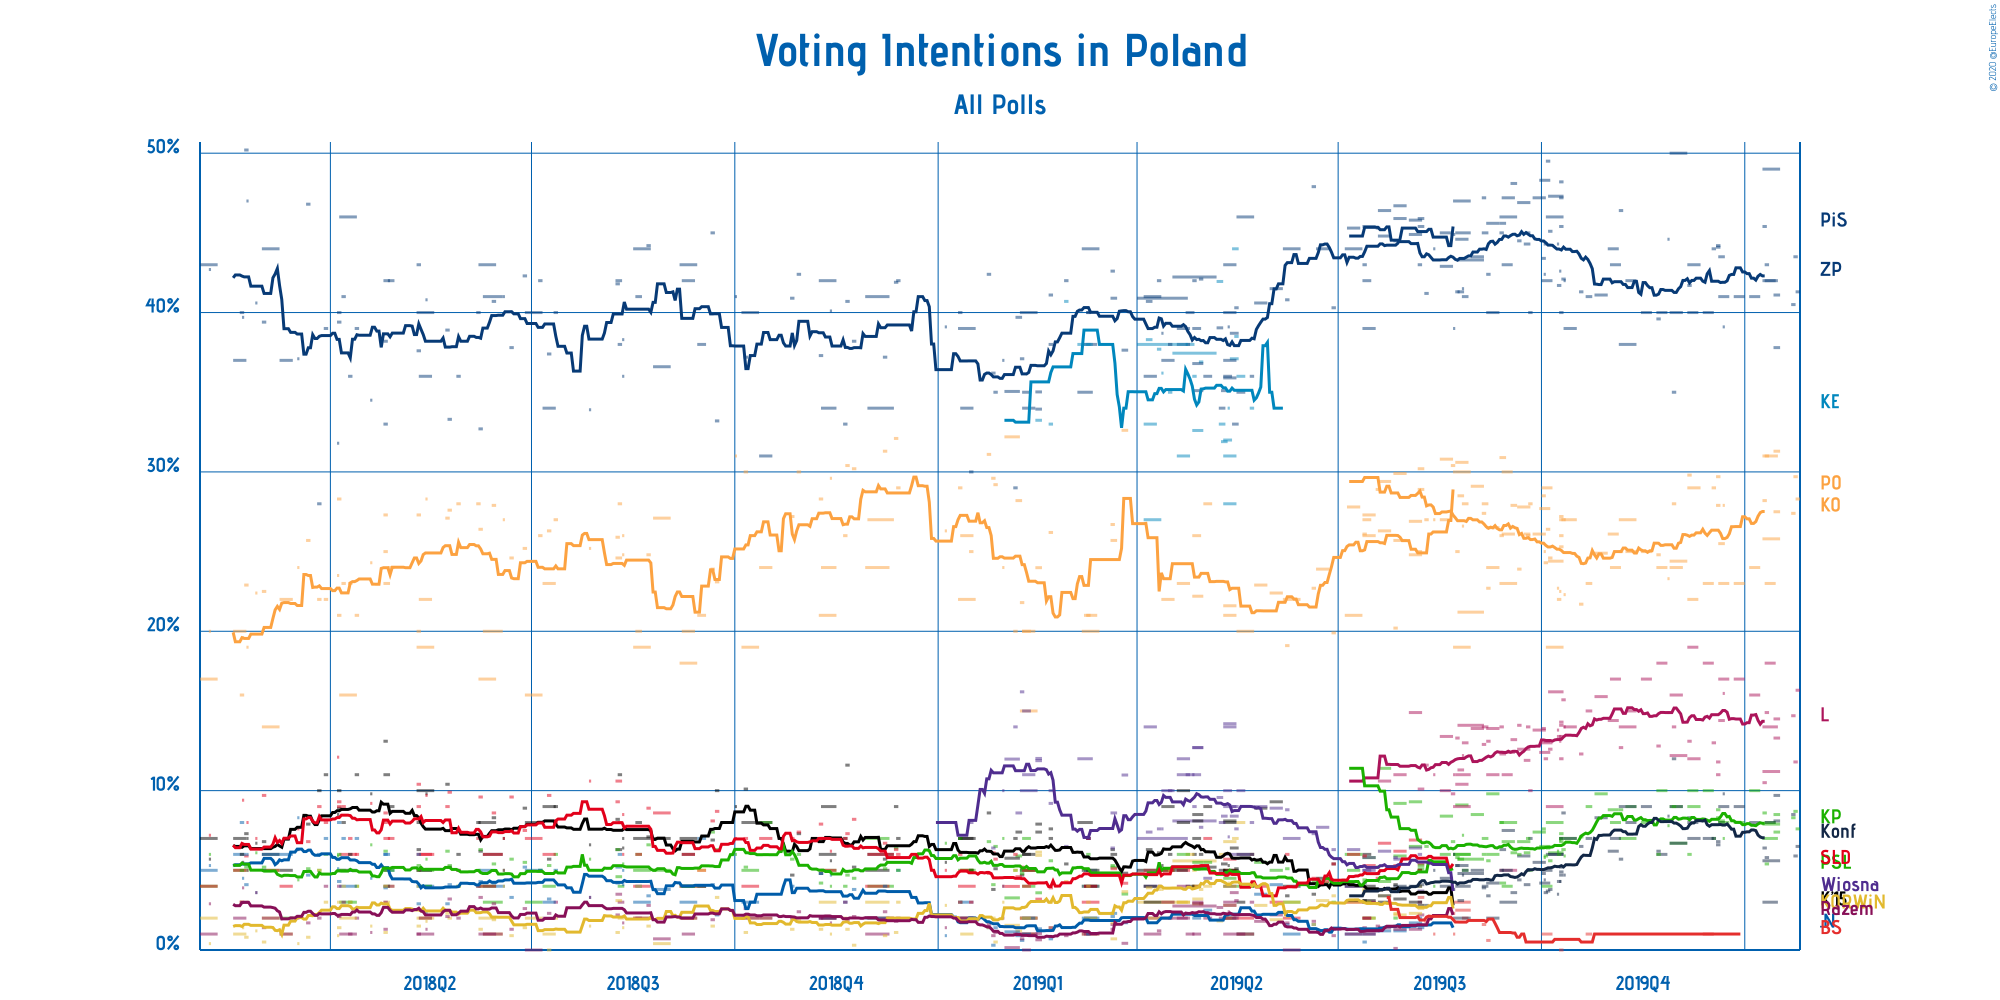 © 2020 @EuropeElects
Voting Intentions in Poland
All Polls
50%
40%
30%
20%
10%
0%
PiS
ZP
KE
PO
KO
L
KP
Konf
SLD
PSL
Wiosna
Razem
BS
2018Q2
2018Q3
2018Q4
2019Q1
2019Q2
2019Q3
2019Q4